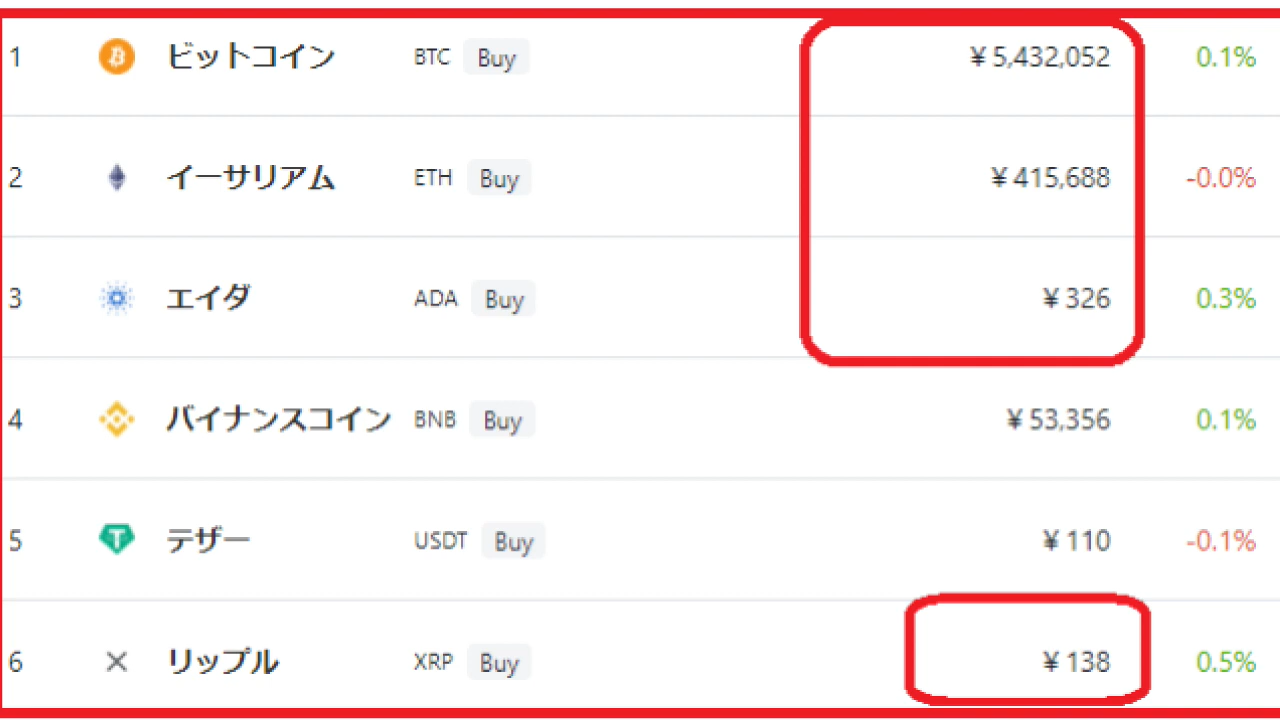 1 ビットコイン BTC Buy ¥5,432,052 0.1%
2 イーサリアム ETH Buy ¥415,688 -0.0%
3 エイダ ADA Buy ¥326 0.3%
4 バイナンスコイン BNB Buy ¥53,356 0.1%
5 テザー USDT Buy ¥110 -0.1%
6 リップル XRP Buy ¥138 0.5%